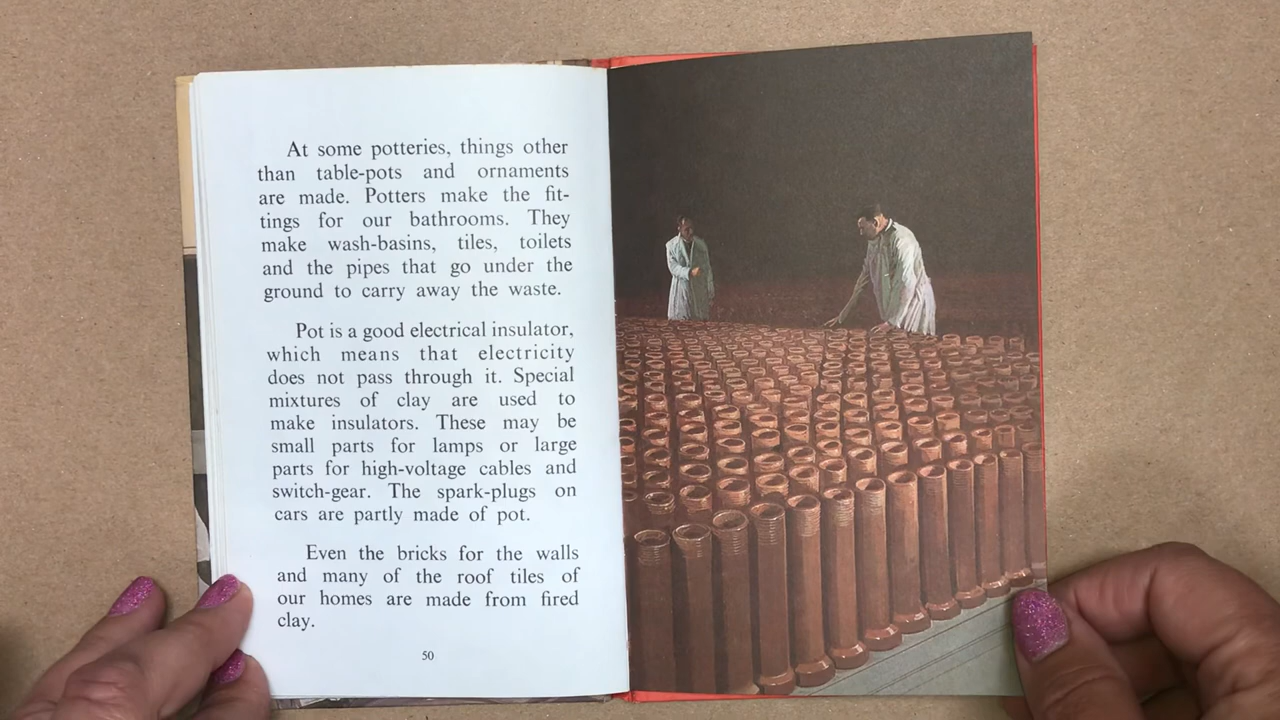 At some potteries, things other
than table-pots and ornaments
are made. Potters make the fit-
tings for our bathrooms. They
make wash-basins, tiles, toilets
and the pipes that go under the
ground to carry away the waste.
Pot is a good electrical insulator,
which means that electricity
does not pass through it. Special
mixtures of clay are used to
make insulators. These may be
small parts for lamps or large
parts for high-voltage cables and
switch-gear. The spark-plugs on
cars are partly made of pot.
Even the bricks for the walls
and many of the roof tiles of
our homes are made from fired
clay.
50